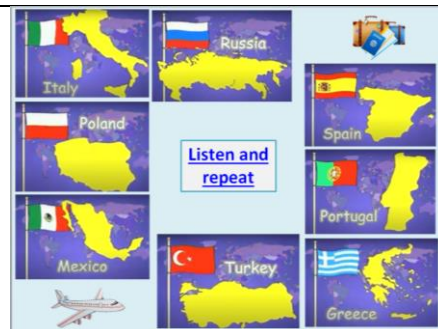 Italy
Russia
Poland
Spain
Listen and
repeat
Portugal
Mexico
Turkey
Greece